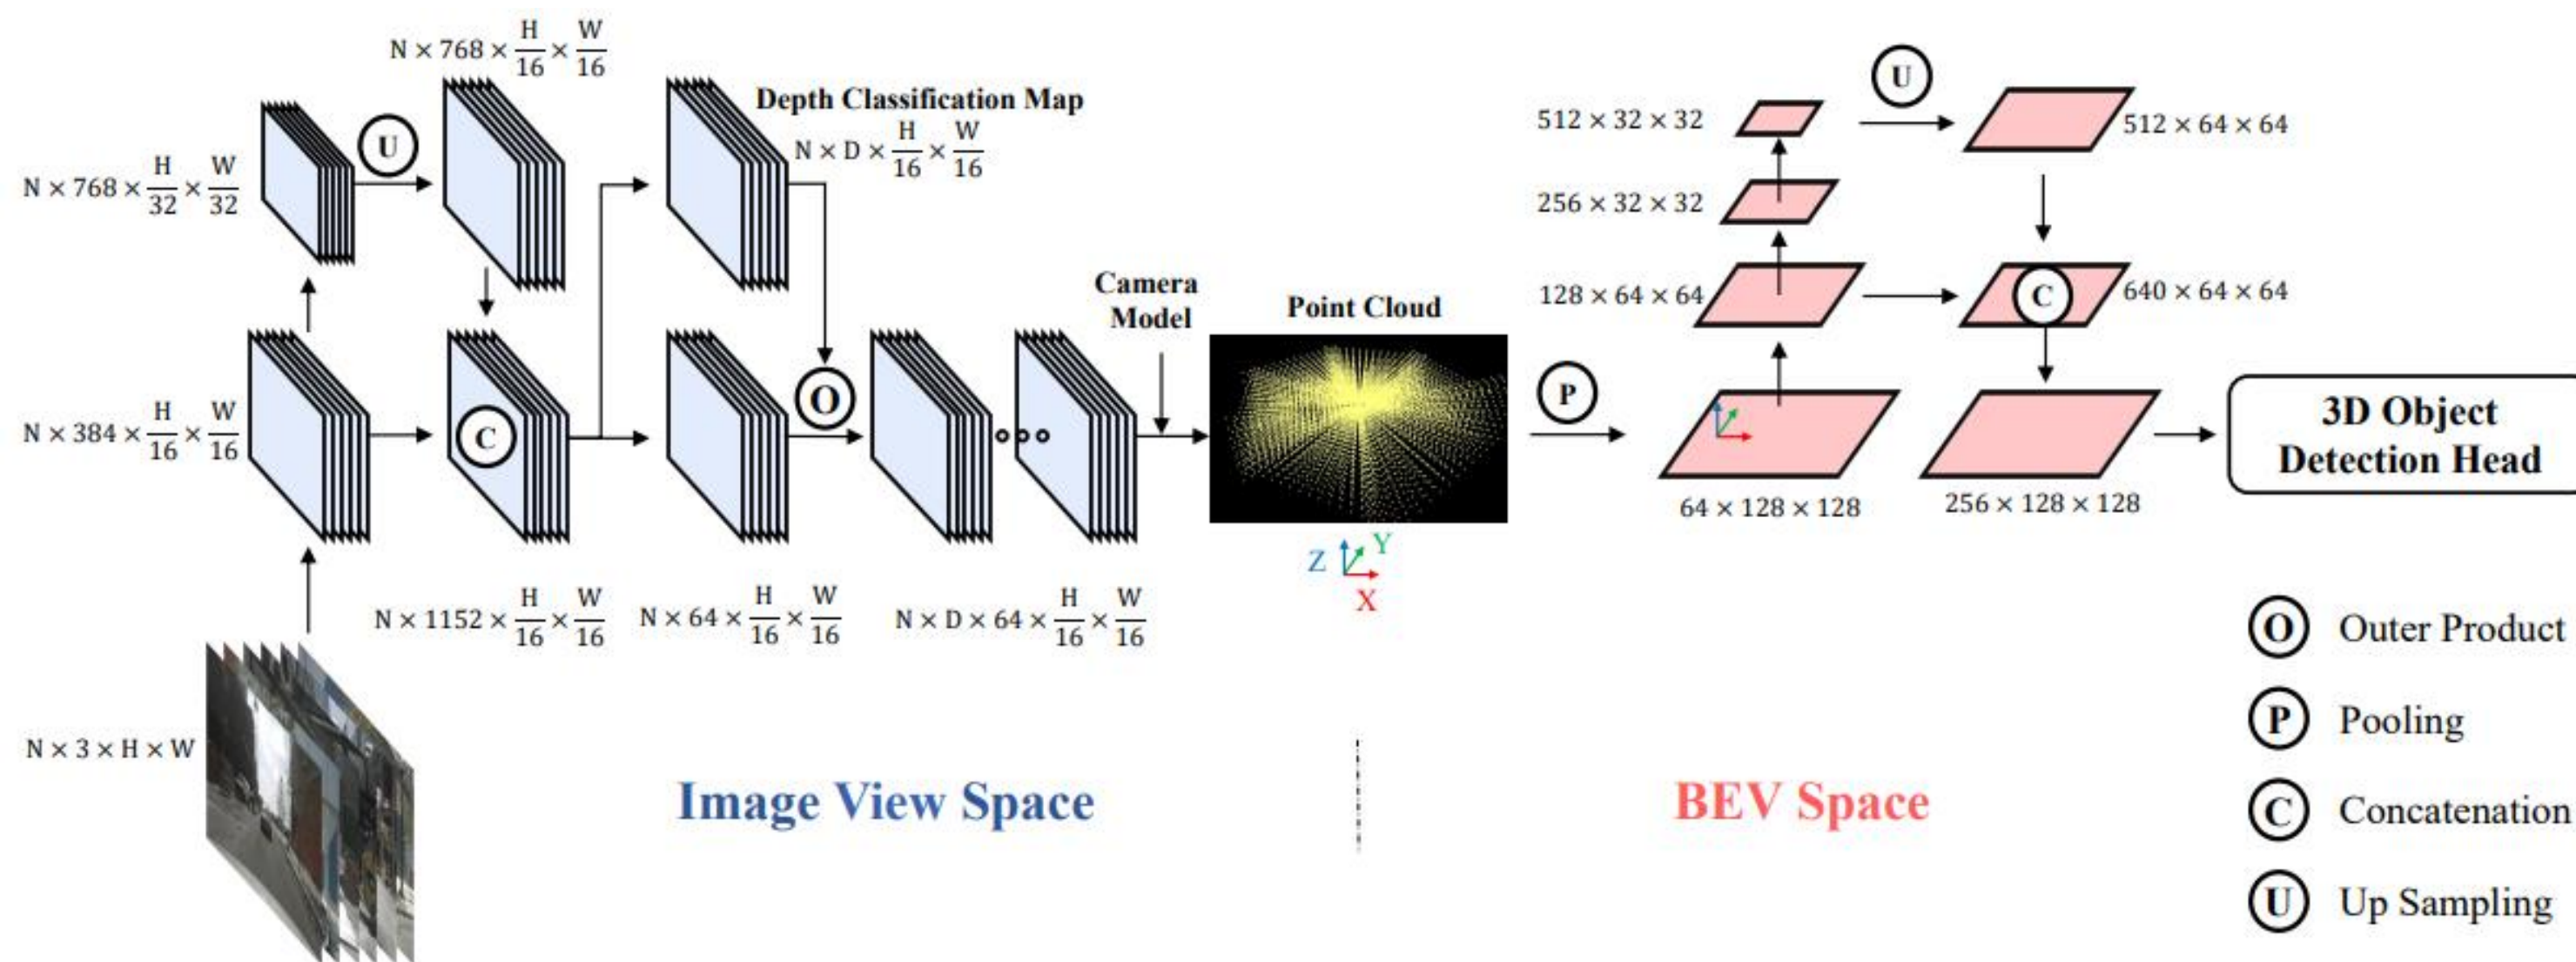 N × 768 × H/16 × W/16
Depth Classification Map
N × D × H/16 × W/16
U
N × 768 × H/32 × W/32
N × 384 × H/16 × W/16
C
O
Camera
Model
Point Cloud
Z Y
X
N × 1152 × H/16 × W/16
N × 64 × H/16 × W/16
N × D × 64 × H/16 × W/16
N × 3 × H × W
Image View Space
P
512 × 32 × 32
U
512 × 64 × 64
256 × 32 × 32
128 × 64 × 64
C
640 × 64 × 64
64 × 128 × 128
256 × 128 × 128
3D Object
Detection Head
BEV Space
O Outer Product
P Pooling
C Concatenation
U Up Sampling